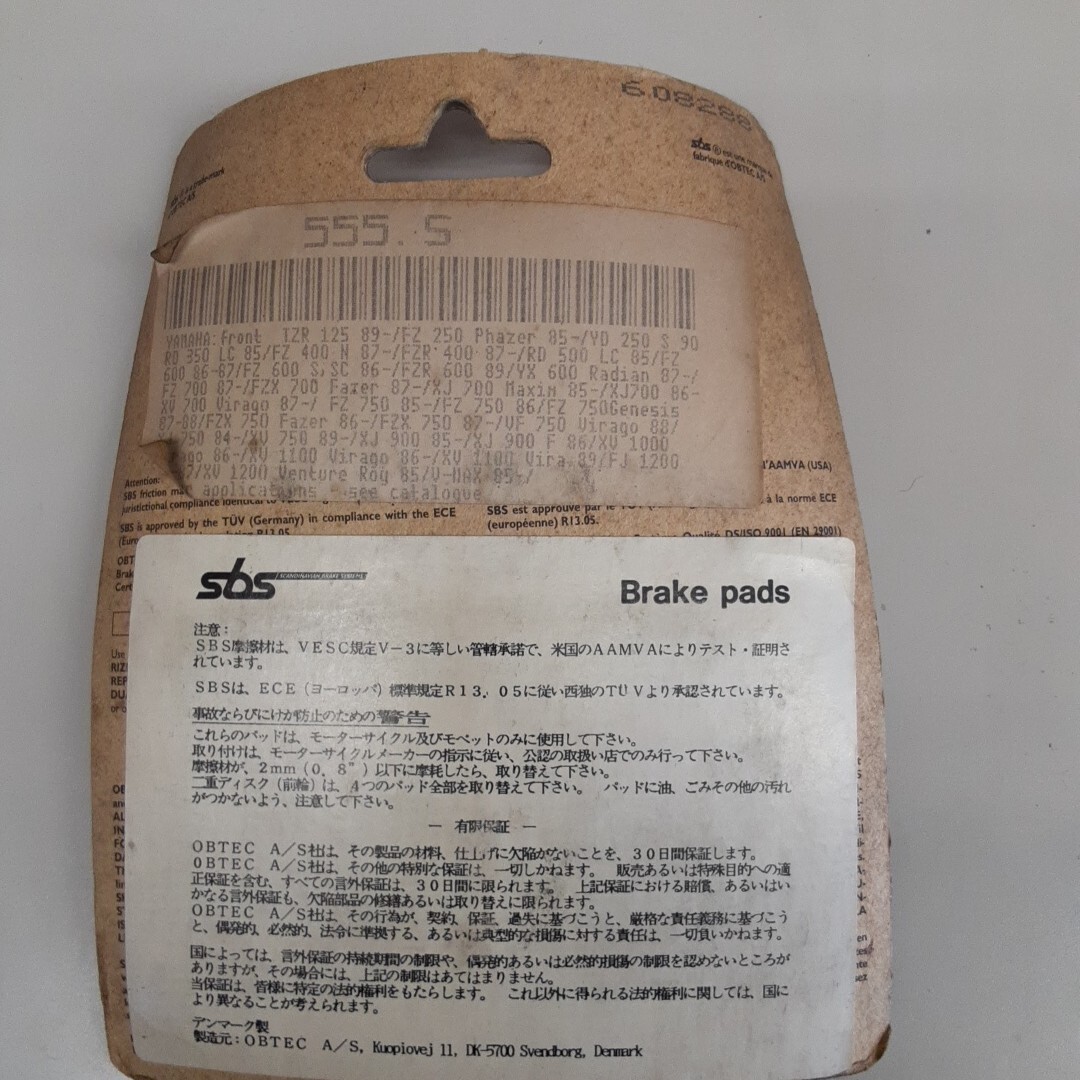 6.08288
sbs ® est une marque de
fabrique d'OBTEC A/S
trademark
OBTEC A/S
555.S
YAMAHA: front TZR 125 89-/FZ 250 Phazer 85-/YD 250 S 90
RD 350 LC 85/FZ 400 N 87-/FZR 400 87-/RD 500 LC 85/FZ
600 86-87/FZ 600 S,SC 86-/FZR 600 89/YX 600 Radian 87-/
FZ 700 87-/FZX 700 Fazer 87-/XJ 700 Maxim 85-/XJ700 86-
XV 700 Virago 87-/ FZ 750 85-/FZ 750 86/FZ 750Genesis
87-88/FZX 750 Fazer 86-/FZX 750 87-/VF 750 Virago 88/
750 84-/XV 750 89-/XJ 900 85-/XJ 900 F 86/XV 1000
ago 86-/XV 1100 Virago 86-/XV 1100 Vira.89/FJ 1200
87/XV 1200 Venture Roy 85/V-MAX 85-/
applications - see catalogue
Attention:
SBS friction
jurisdictional compliance identical to
SBS is approved by the TÜV (Germany) in compliance with the ECE
l'AAMVA (USA)
à la norme ECE
SBS est approuvé par le
(européenne) R13.05.
Qualité DS/ISO 9001 (EN 29001)
sbs SCANDINAVIAN BRAKE SYSTEMS
Brake pads
注意:
SBS摩擦材は、VESC規定V-3に等しい管轄承諾で、米国のAAMVAによりテスト・証明さ
れています。
SBSは、ECE(ヨーロッパ)標準規定R13.05に従い西独のTUVより承認されています。
事故ならびにけが防止のための警告
これらのパッドは、モーターサイクル及びモペットのみに使用して下さい。
取り付けは、モーターサイクルメーカーの指示に従い、公認の取扱い店でのみ行って下さい。
摩擦材が、2mm(0.8")以下に摩耗したら、取り替えて下さい。
二重ディスク(前輪)は、4つのパッド全部を取り替えて下さい。 パッドに油、ごみその他の汚れ
がつかないよう、注意して下さい。
— 有限保証 —
OBTEC A/S社は、その製品の材料、仕上げに欠陥がないことを、30日間保証します。
OBTEC A/S社は、その他の特別な保証は、一切しかねます。 販売あるいは特殊目的への適
正保証を含む、すべての言外保証は、30日間に限られます。 上記保証における賠償、あるいはい
かなる言外保証も、欠陥部品の修繕あるいは取り替えに限られます。
OBTEC A/S社は、その行為が、契約、保証、過失に基づこうと、厳格な責任義務に基づこう
と、偶発的、必然的、法令に準拠する、あるいは典型的な損傷に対する責任は、一切負いかねます。
国によっては、言外保証の持続期間の制限や、偶発的あるいは必然的損傷の制限を認めないところが
ありますが、その場合には、上記の制限はあてはまりません。
当保証は、皆様に特定の法的権利をもたらします。 これ以外に得られる法的権利に関しては、国に
より異なることが考えられます。
デンマーク製
製造元:OBTEC A/S, Kuopiovej 11, DK-5700 Svendborg, Denmark